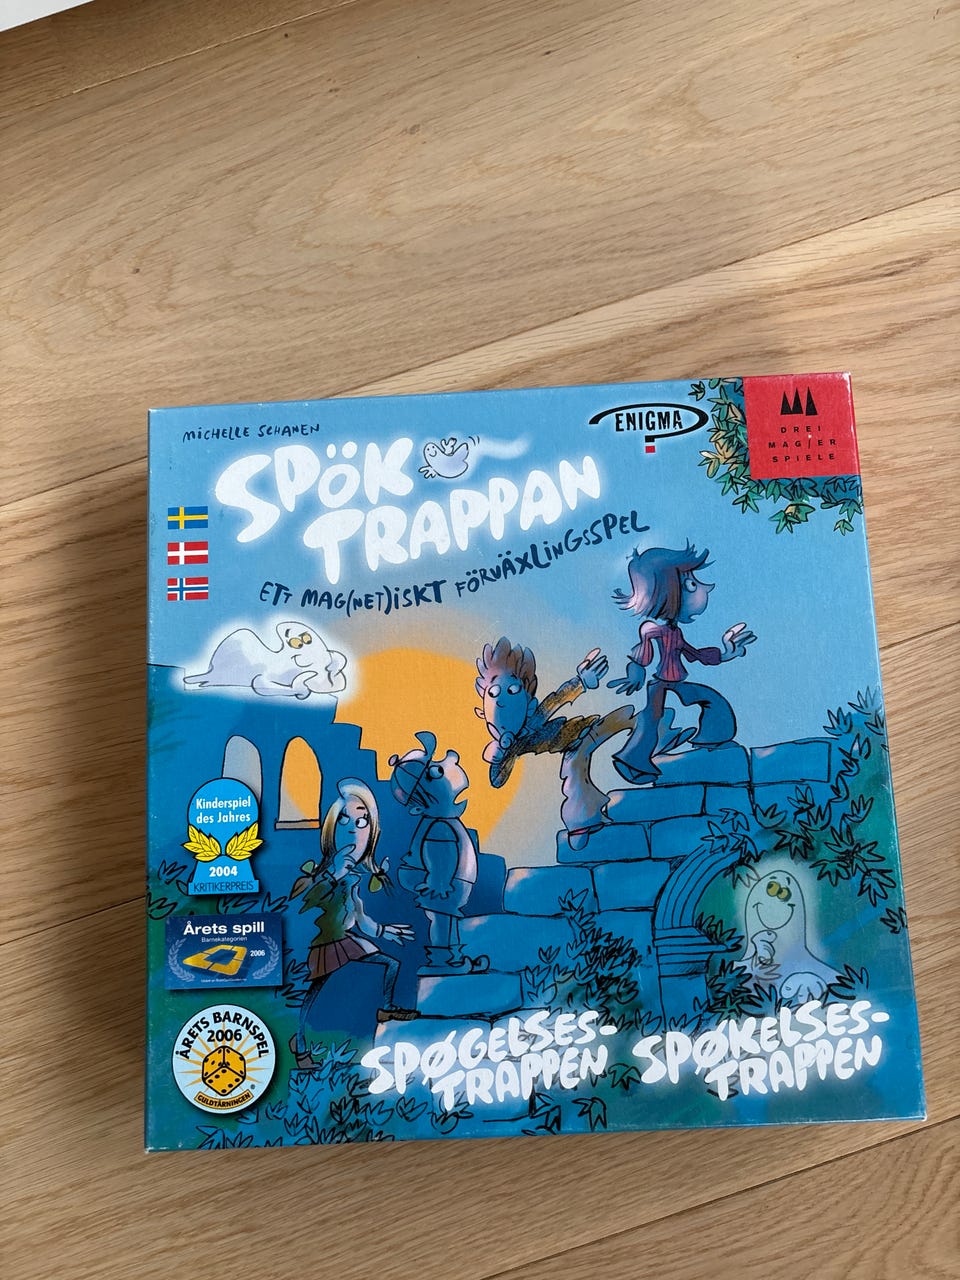 MICHELLE SCHANEN
ENIGMA
DREI
MAGIER
SPIELE
SPÖK
TRAPPAN
ETT MAG(NET)ISKT FÖRVÄXLINGSSPEL
Kinderspiel
des Jahres
2004
KRITIKERPREIS
Årets spill
Barnekategorien
2006
ÅRETS BARNSPEL
2006
GULDTÄRNINGEN
SPØGELSES-
TRAPPEN
SPØKELSES-
TRAPPEN